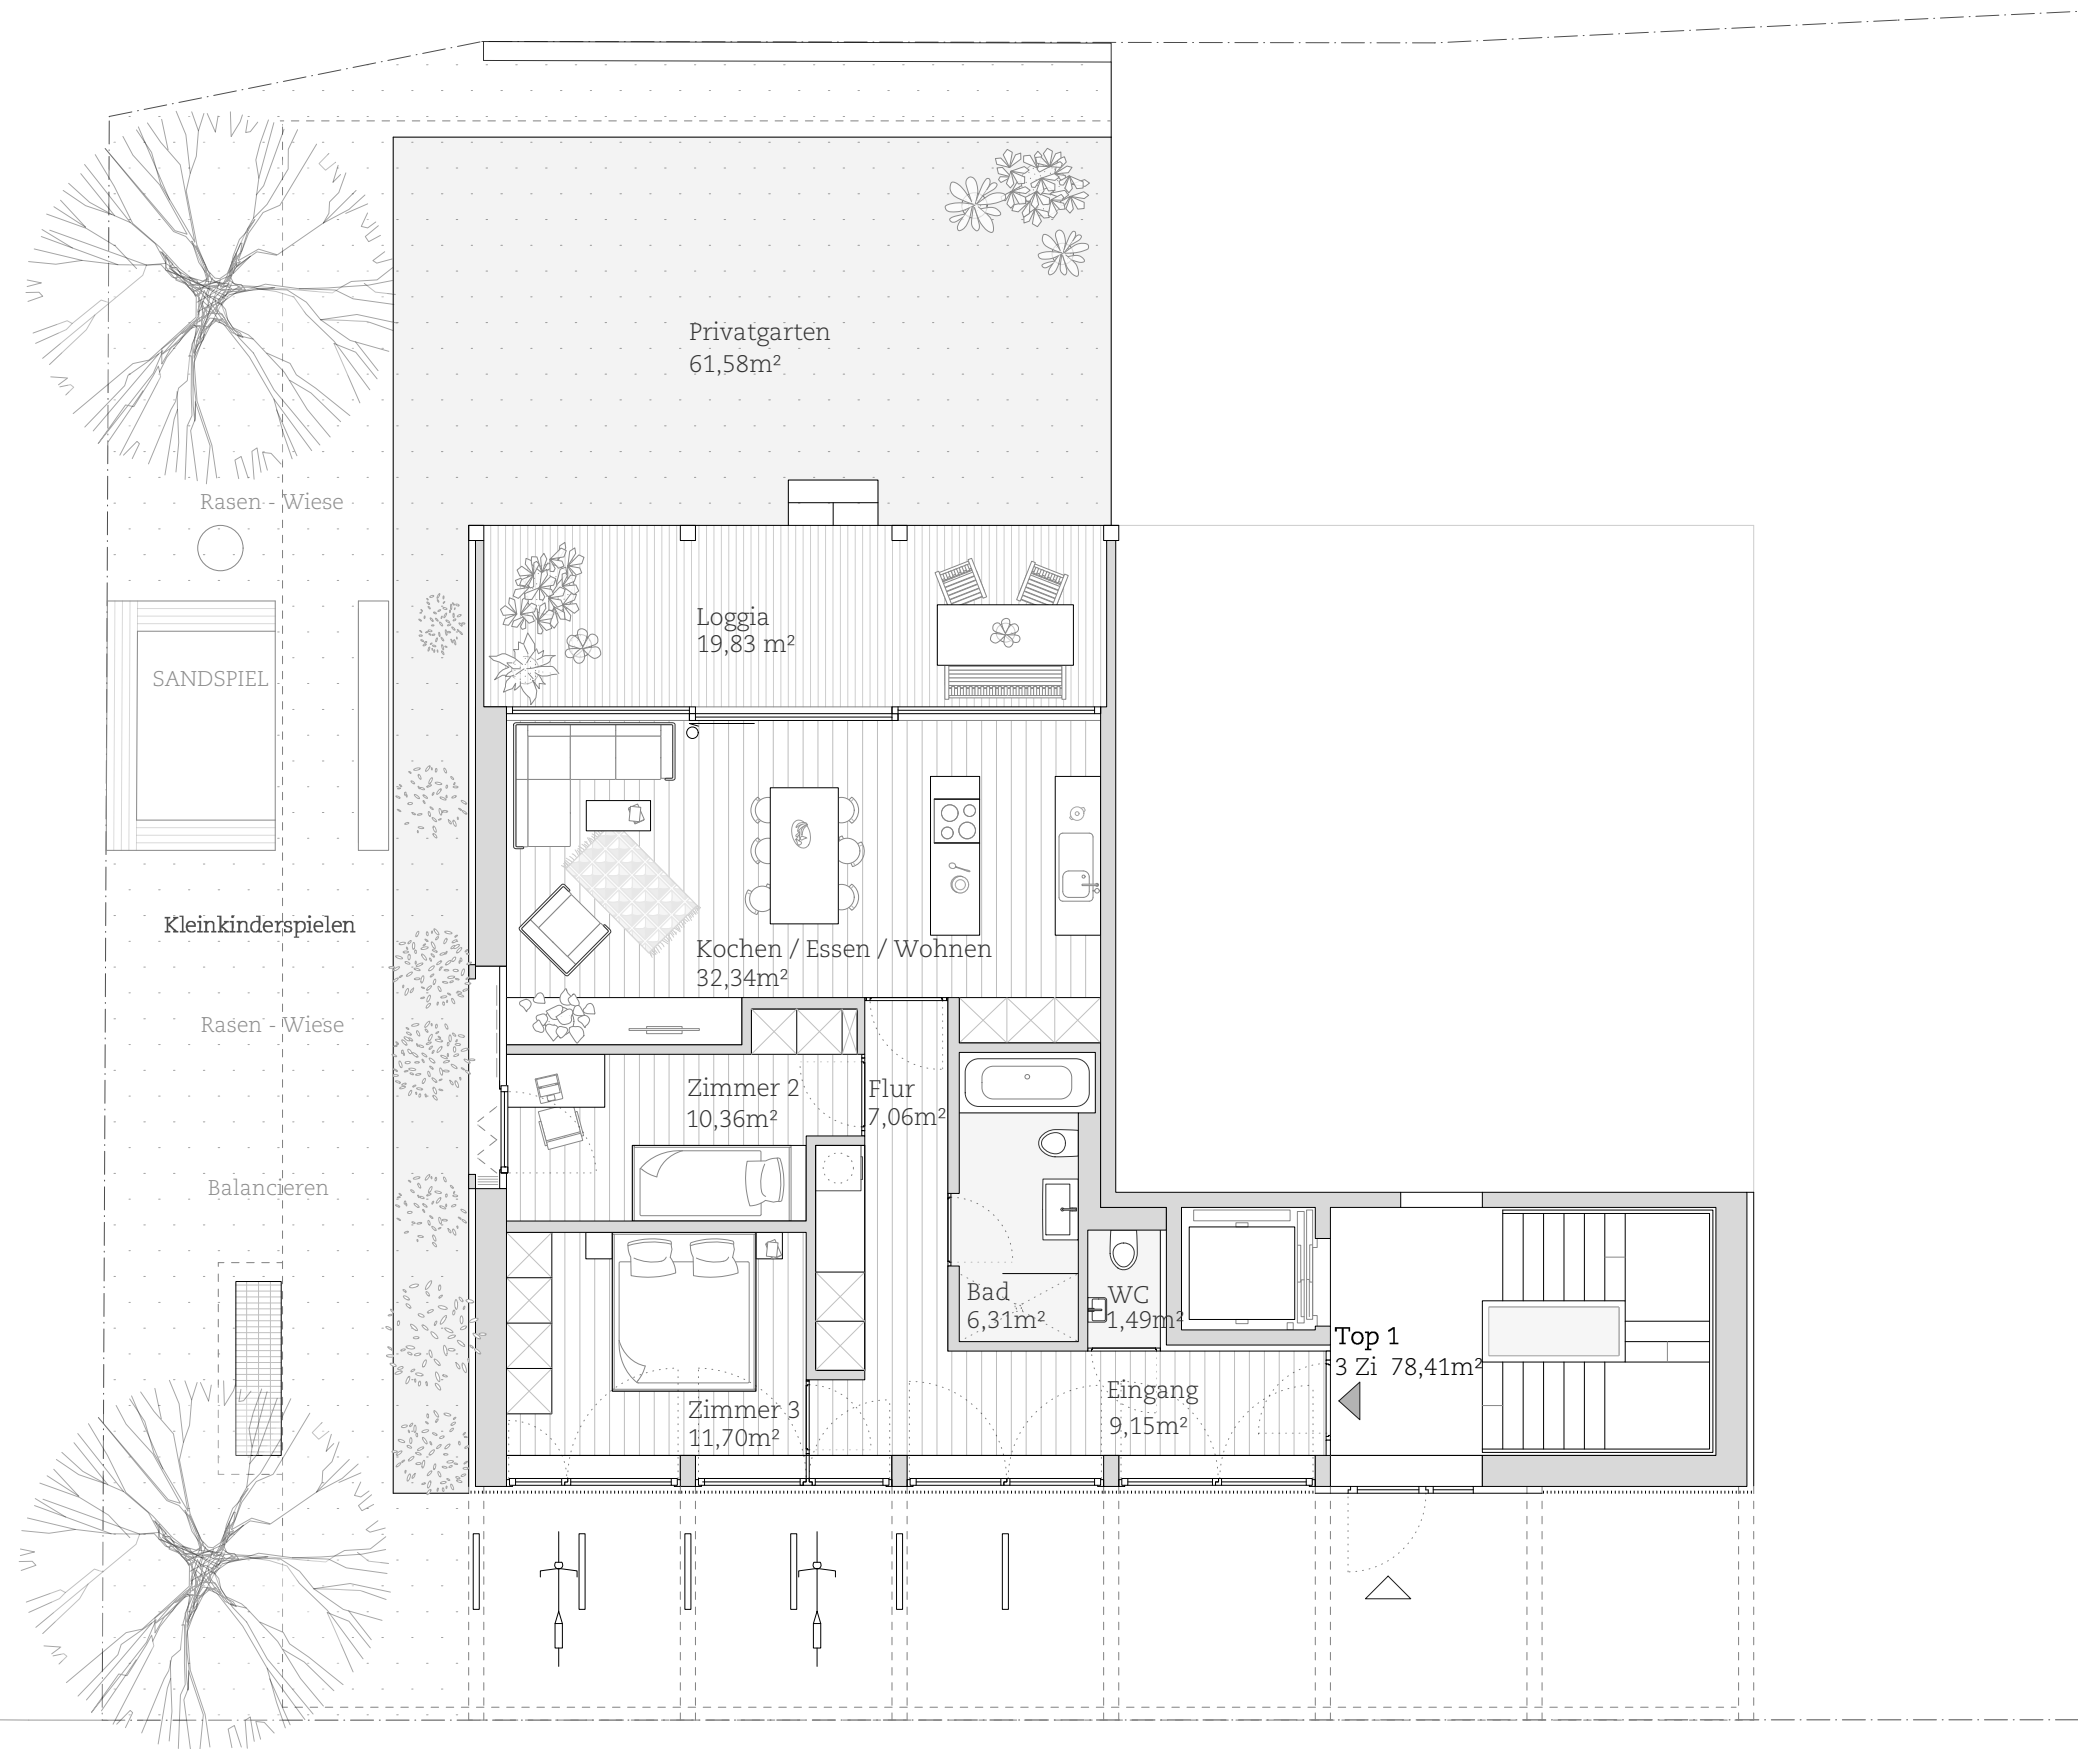 Privatgarten
61,58m²
Rasen - Wiese
Loggia
19,83 m²
SANDSPIEL
Kleinkinderspielen
Kochen / Essen / Wohnen
32,34m²
Rasen - Wiese
Zimmer 2
10,36m²
Flur
7,06m²
Balancieren
Bad
6,31m²
WC
1,49m²
Top 1
3 Zi 78,41m²
Eingang
9,15m²
Zimmer 3
11,70m²